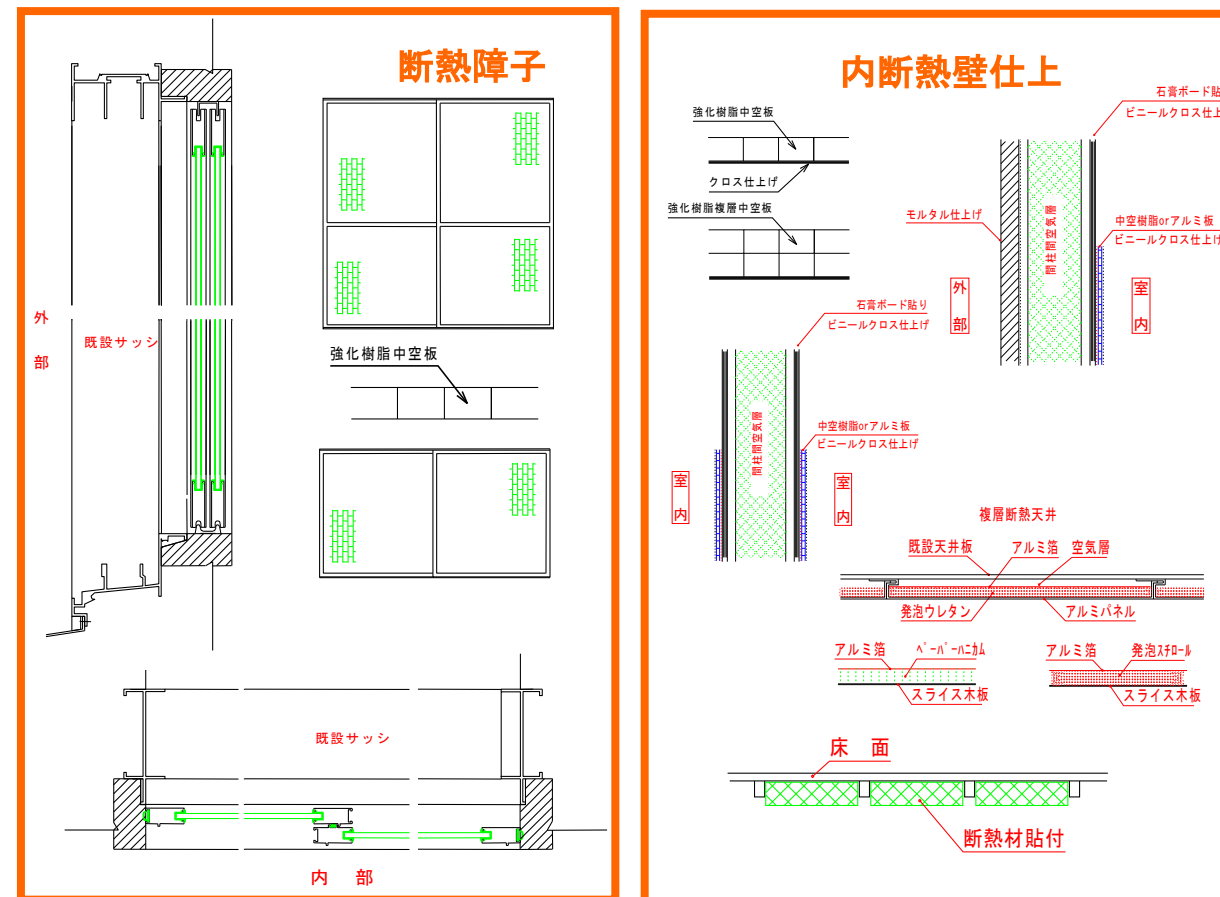 断熱障子
外
部
既設サッシ
強化樹脂中空板
既設サッシ
内 部
内断熱壁仕上
強化樹脂中空板
クロス仕上げ
強化樹脂複層中空板
石膏ボード貼
ビニールクロス仕上
モルタル仕上げ
間柱間空気層
中空樹脂orアルミ板
ビニールクロス仕上げ
外
部
室
内
石膏ボード貼り
ビニールクロス仕上げ
間柱間空気層
中空樹脂orアルミ板
ビニールクロス仕上げ
室
内
室
内
複層断熱天井
既設天井板 アルミ箔 空気層
発泡ウレタン アルミパネル
アルミ箔 ペーパーハニカム
スライス木板
アルミ箔 発泡スチロール
スライス木板
床 面
断熱材貼付